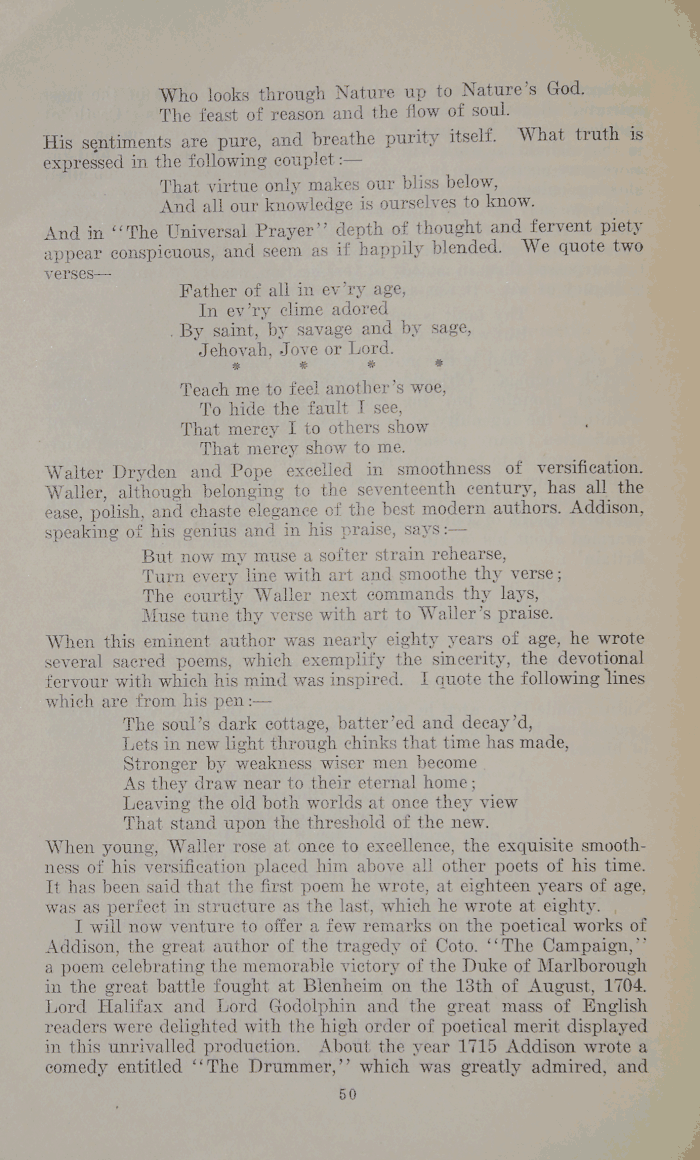 Who looks through Nature up to Nature's God.
The feast of reason and the flow of soul.
His sentiments are pure, and breathe purity itself. What truth is
expressed in the following couplet:—
That virtue only makes our bliss below,
And all our knowledge is ourselves to know.
And in "The Universal Prayer" depth of thought and fervent piety
appear conspicuous, and seem as if happily blended. We quote two
verses—
Father of all in ev'ry age,
In ev'ry clime adored
By saint, by savage and by sage,
Jehovah, Jove or Lord.
* * * *
Teach me to feel another's woe,
To hide the fault I see,
That mercy I to others show
That mercy show to me.
Walter Dryden and Pope excelled in smoothness of versification.
Waller, although belonging to the seventeenth century, has all the
ease, polish, and chaste elegance of the best modern authors. Addison,
speaking of his genius and in his praise, says:—
But now my muse a softer strain rehearse,
Turn every line with art and smoothe thy verse;
The courtly Waller next commands thy lays,
Muse tune thy verse with art to Waller's praise.
When this eminent author was nearly eighty years of age, he wrote
several sacred poems, which exemplify the sincerity, the devotional
fervour with which his mind was inspired. I quote the following lines
which are from his pen:—
The soul's dark cottage, batter'ed and decay'd,
Lets in new light through chinks that time has made,
Stronger by weakness wiser men become
As they draw near to their eternal home;
Leaving the old both worlds at once they view
That stand upon the threshold of the new.
When young, Waller rose at once to excellence, the exquisite smooth-
ness of his versification placed him above all other poets of his time.
It has been said that the first poem he wrote, at eighteen years of age,
was as perfect in structure as the last, which he wrote at eighty.
I will now venture to offer a few remarks on the poetical works of
Addison, the great author of the tragedy of Coto. "The Campaign,"
a poem celebrating the memorable victory of the Duke of Marlborough
in the great battle fought at Blenheim on the 13th of August, 1704.
Lord Halifax and Lord Godolphin and the great mass of English
readers were delighted with the high order of poetical merit displayed
in this unrivalled production. About the year 1715 Addison wrote a
comedy entitled "The Drummer," which was greatly admired, and
50